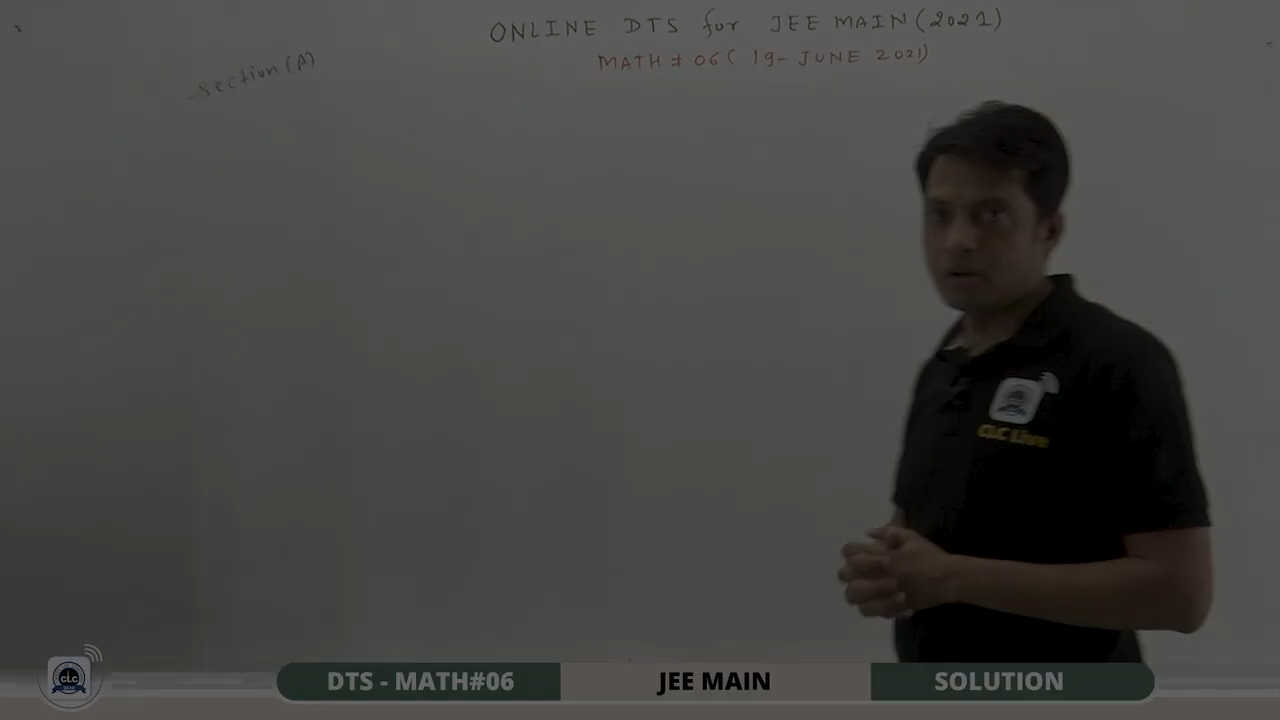 ONLINE DTS for JEE MAIN (2021)
MATH # 06 ( 19- JUNE 2021)
section (A)
CLC Live
CLC
DTS - MATH#06
JEE MAIN
SOLUTION